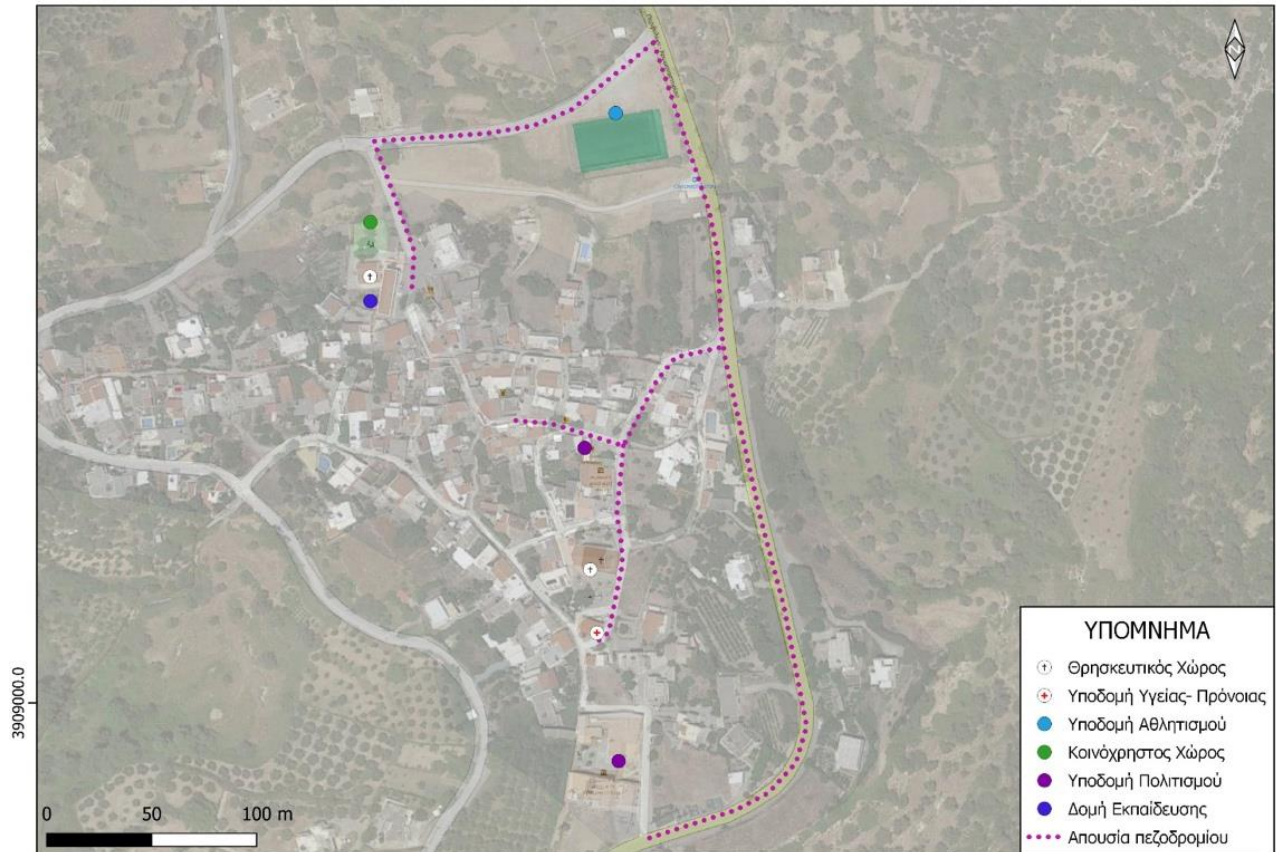 N
3909000.0
0 50 100 m
ΥΠΟΜΝΗΜΑ
Θρησκευτικός Χώρος
Υποδομή Υγείας- Πρόνοιας
Υποδομή Αθλητισμού
Κοινόχρηστος Χώρος
Υποδομή Πολιτισμού
Δομή Εκπαίδευσης
Απουσία πεζοδρομίου